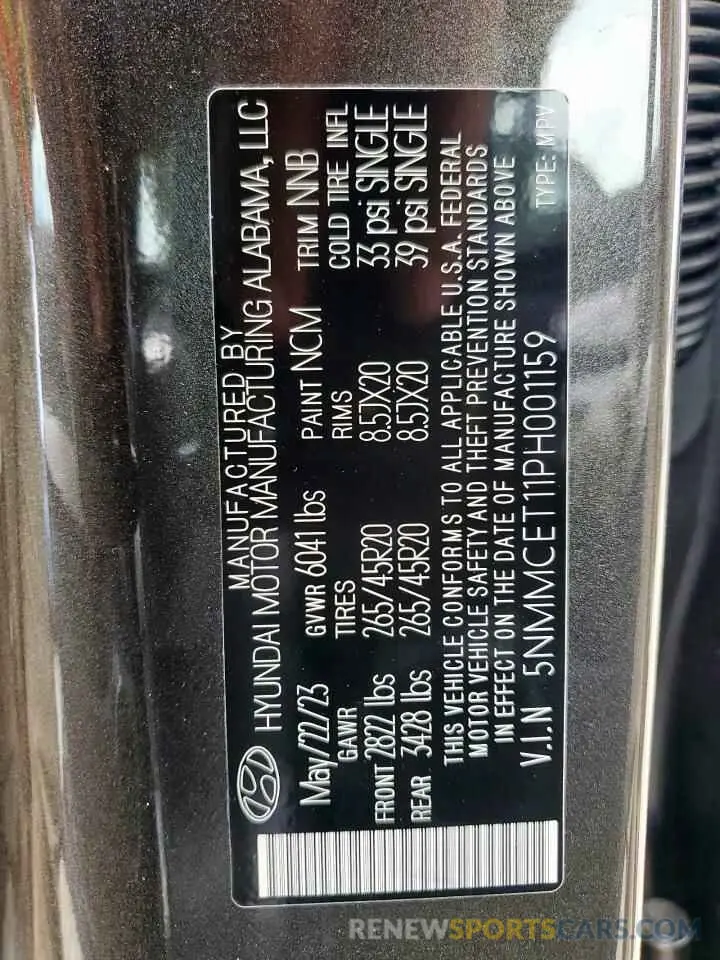 MANUFACTURED BY
HYUNDAI MOTOR MANUFACTURING ALABAMA, LLC
May/22/23 GVWR 6041 lbs PAINT NCM TRIM NNB
GAWR TIRES RIMS COLD TIRE INFL
FRONT 2822 lbs 265/45R20 8.5JX20 33 psi SINGLE
REAR 3428 lbs 265/45R20 8.5JX20 39 psi SINGLE
THIS VEHICLE CONFORMS TO ALL APPLICABLE U.S.A. FEDERAL
MOTOR VEHICLE SAFETY AND THEFT PREVENTION STANDARDS
IN EFFECT ON THE DATE OF MANUFACTURE SHOWN ABOVE
V.I.N 5NMMCET11PH001159 TYPE: MPV
RENEWSPORTSCARS.COM